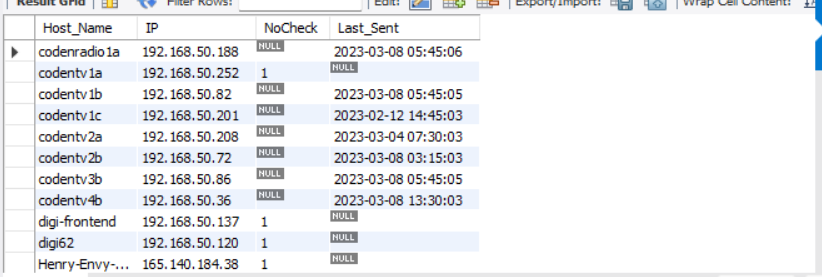 Result Grid Filter Rows: Edit: Export/Import: Wrap Cell Content:
Host_Name IP NoCheck Last_Sent
codenradio1a 192.168.50.188 NULL 2023-03-08 05:45:06
codentv1a 192.168.50.252 1 NULL
codentv1b 192.168.50.82 NULL 2023-03-08 05:45:05
codentv1c 192.168.50.201 NULL 2023-02-12 14:45:03
codentv2a 192.168.50.208 NULL 2023-03-04 07:30:03
codentv2b 192.168.50.72 NULL 2023-03-08 03:15:03
codentv3b 192.168.50.86 NULL 2023-03-08 05:45:05
codentv4b 192.168.50.36 NULL 2023-03-08 13:30:03
digi-frontend 192.168.50.137 1 NULL
digi62 192.168.50.120 1 NULL
Henry-Envy-... 165.140.184.38 1 NULL